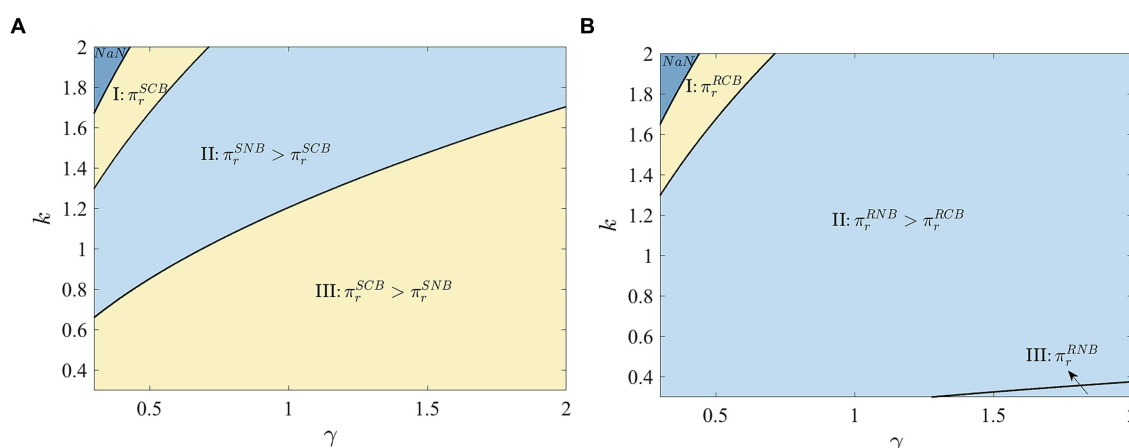 A
2
1.8
1.6
1.4
1.2
1
0.8
0.6
0.4
k
NaN
I: π_r^{SCB}
II: π_r^{SNB} > π_r^{SCB}
III: π_r^{SCB} > π_r^{SNB}
0.5 1 1.5 2
γ
B
2
1.8
1.6
1.4
1.2
1
0.8
0.6
0.4
k
NaN
I: π_r^{RCB}
II: π_r^{RNB} > π_r^{RCB}
III: π_r^{RNB}
0.5 1 1.5
γ